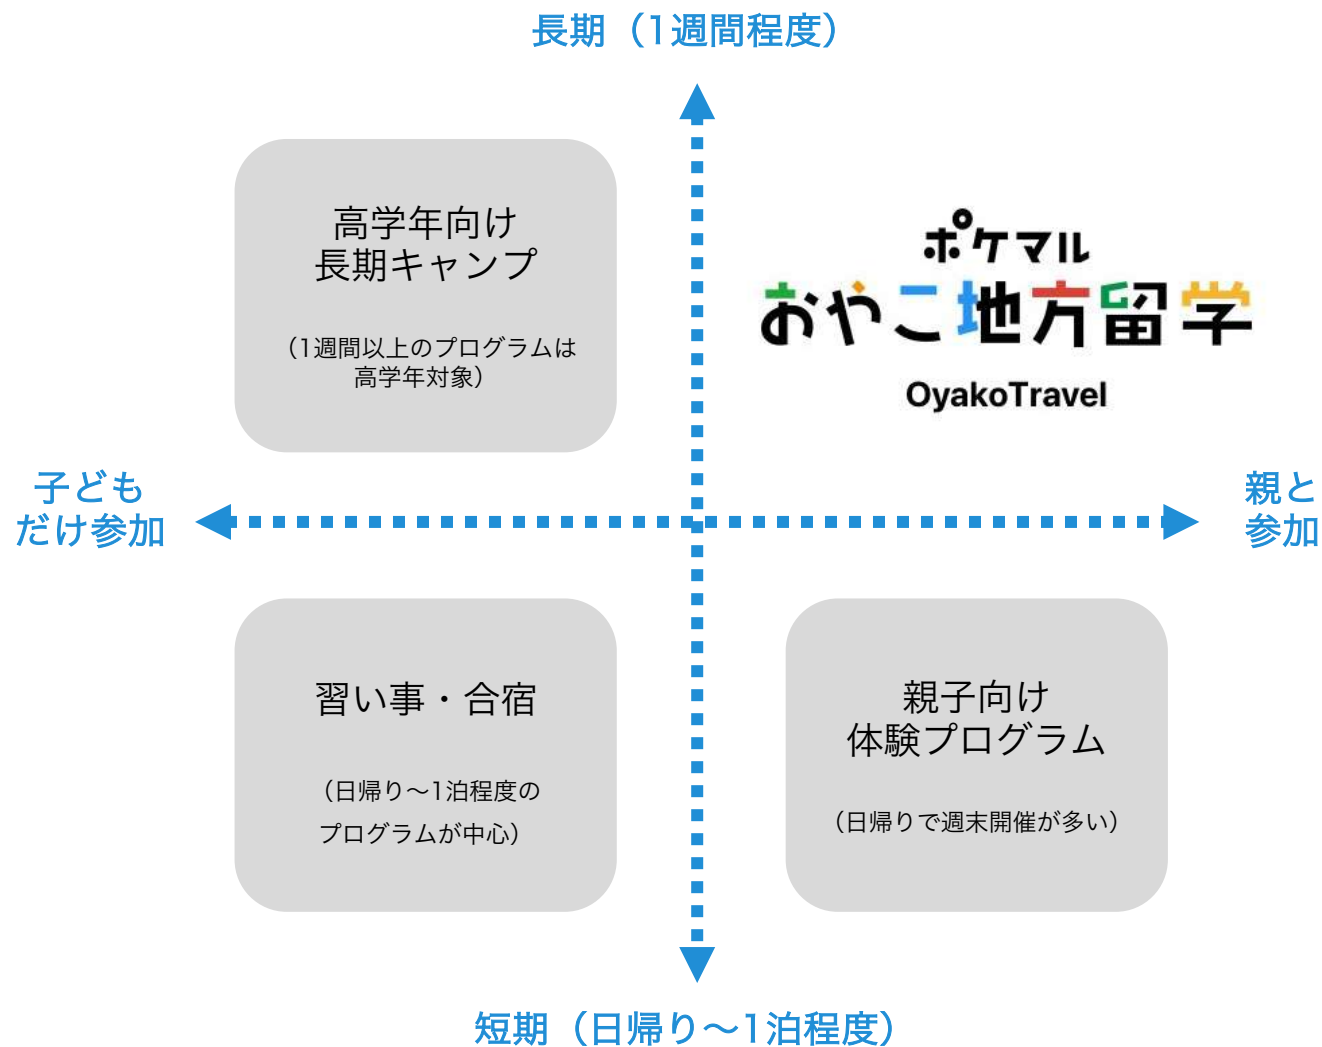 長期（1週間程度）
高学年向け
長期キャンプ
（1週間以上のプログラムは
高学年対象）
ポケマル
おやこ地方留学
OyakoTravel
子ども
だけ参加
親と
参加
習い事・合宿
（日帰り〜1泊程度の
プログラムが中心）
親子向け
体験プログラム
（日帰りで週末開催が多い）
短期（日帰り〜1泊程度）